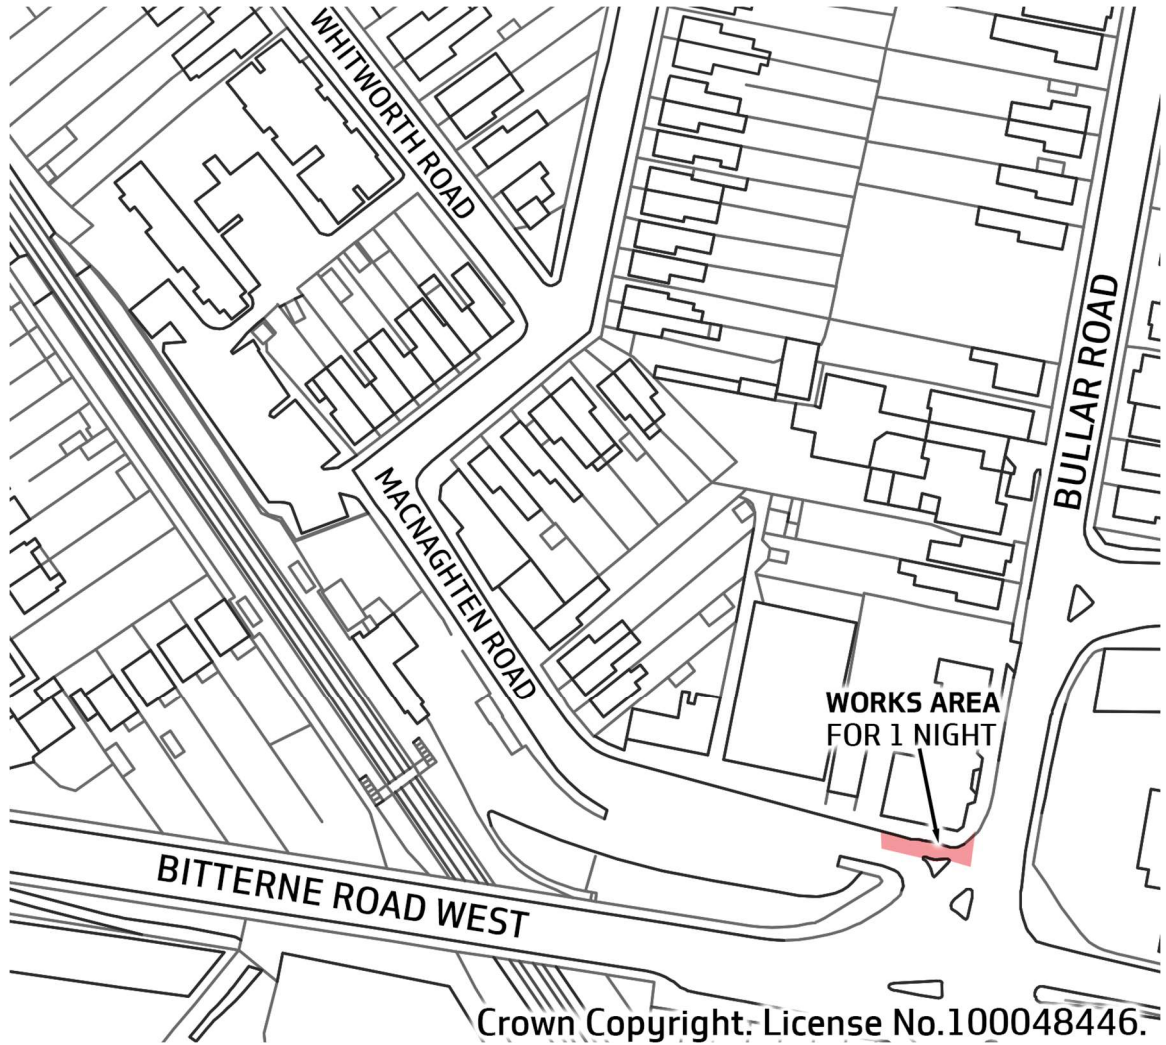 WHITWORTH ROAD
BULLAR ROAD
MACNAGHTEN ROAD
WORKS AREA
FOR 1 NIGHT
BITTERNE ROAD WEST
Crown Copyright. License No.100048446.